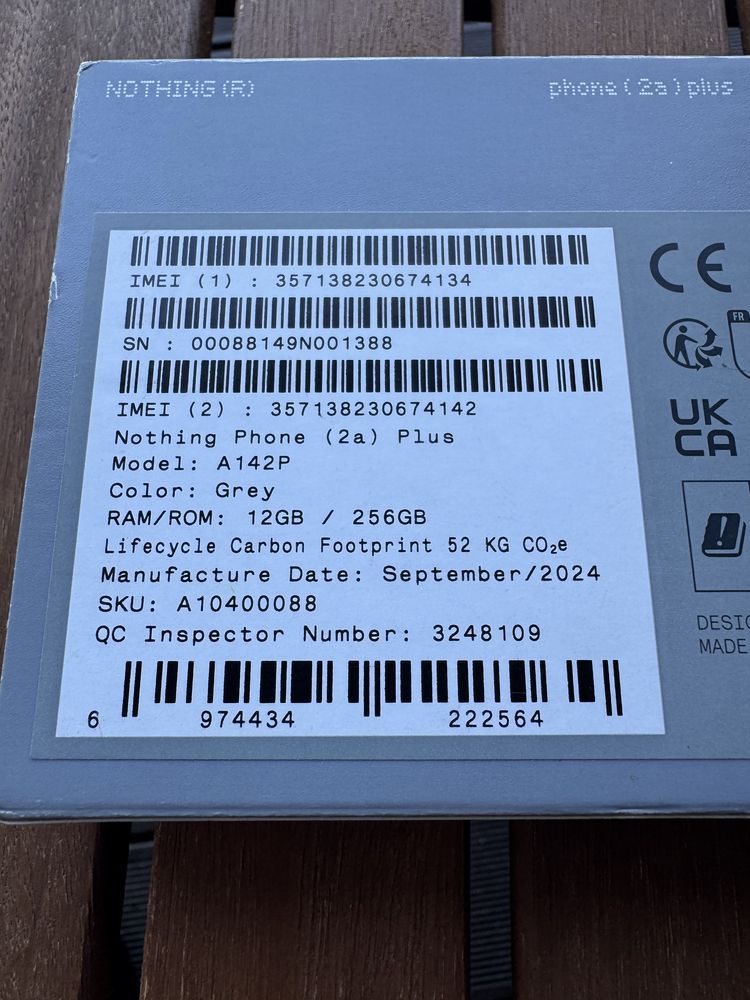 NOTHING (R)
phone (2a) plus
IMEI (1) : 357138230674134
SN : 00088149N001388
IMEI (2) : 357138230674142
Nothing Phone (2a) Plus
Model: A142P
Color: Grey
RAM/ROM: 12GB / 256GB
Lifecycle Carbon Footprint 52 KG CO₂e
Manufacture Date: September/2024
SKU: A10400088
QC Inspector Number: 3248109
6 974434 222564
CE
FR
UK
CA
MADE